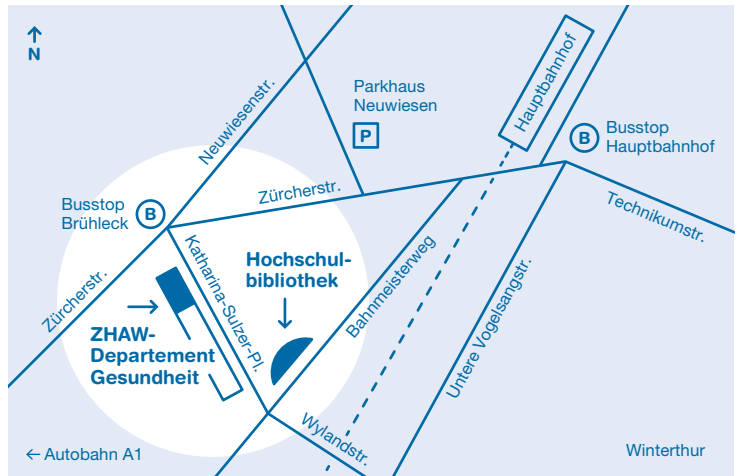 N
Neuwiesenstr.
Parkhaus
Neuwiesen
P
Hauptbahnhof
B
Busstop
Hauptbahnhof
Busstop
Brühleck
B
Zürcherstr.
Technikumstr.
Zürcherstr.
Katharina-Sulzer-Pl.
Hochschul-
bibliothek
Bahnmeisterweg
Untere Vogelsangstr.
ZHAW-
Departement
Gesundheit
Wylandstr.
← Autobahn A1
Winterthur